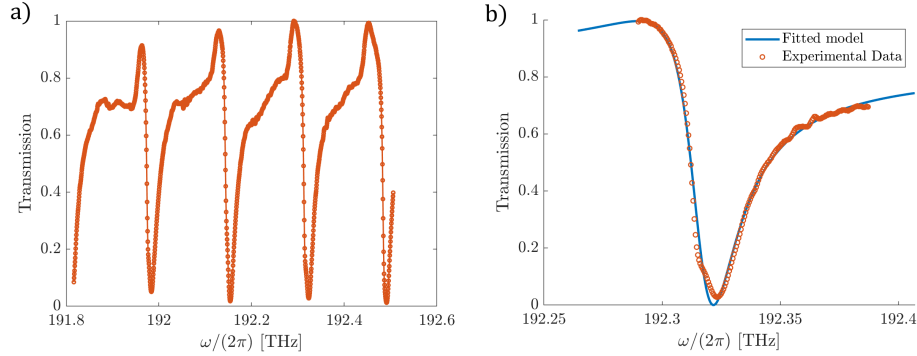 a)
1
0.8
0.6
0.4
0.2
0
Transmission
191.8
192
192.2
192.4
192.6
ω/(2π) [THz]
b)
1
0.8
0.6
0.4
0.2
0
Transmission
Fitted model
Experimental Data
192.25
192.3
192.35
192.4
ω/(2π) [THz]